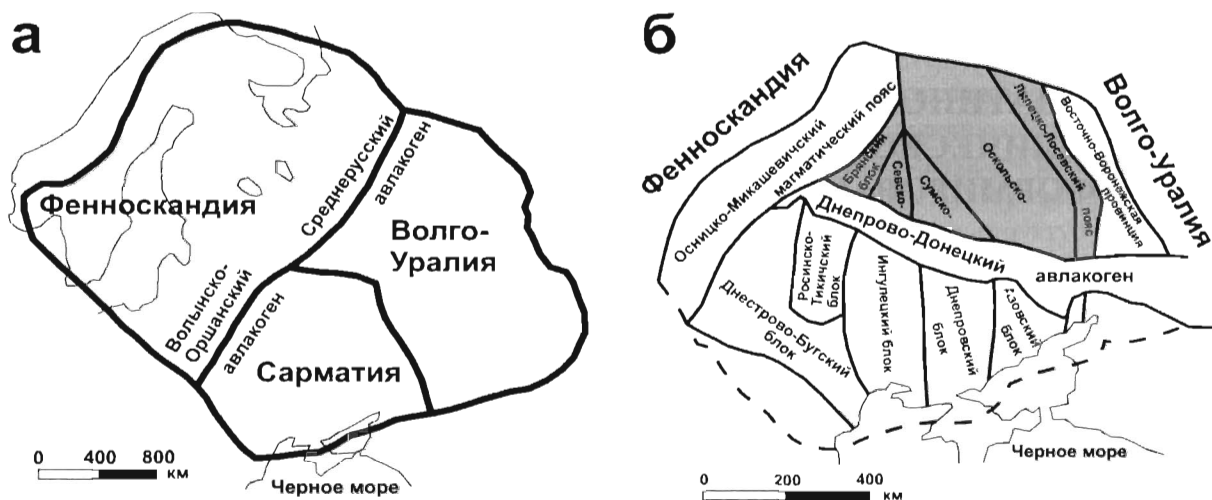 а
Фенноскандия
Среднерусский
авлакоген
Волго-
Уралия
Волынско-
Оршанский
авлакоген
Сарматия
0 400 800
км
Черное море
б
Фенноскандия
Осницко-Микашевичский
магматический пояс
Брянский
блок
Севско-
Сумско-
Оскольско-
Липецко-Лосевский
пояс
Восточно-Воронежская
провинция
Волго-Уралия
Днепрово-Донецкий
авлакоген
Росинско-
Тикичский
блок
Днестрово-Бугский
блок
Ингулецкий блок
Днепровский
блок
блок
Черное море
0 200 400
км